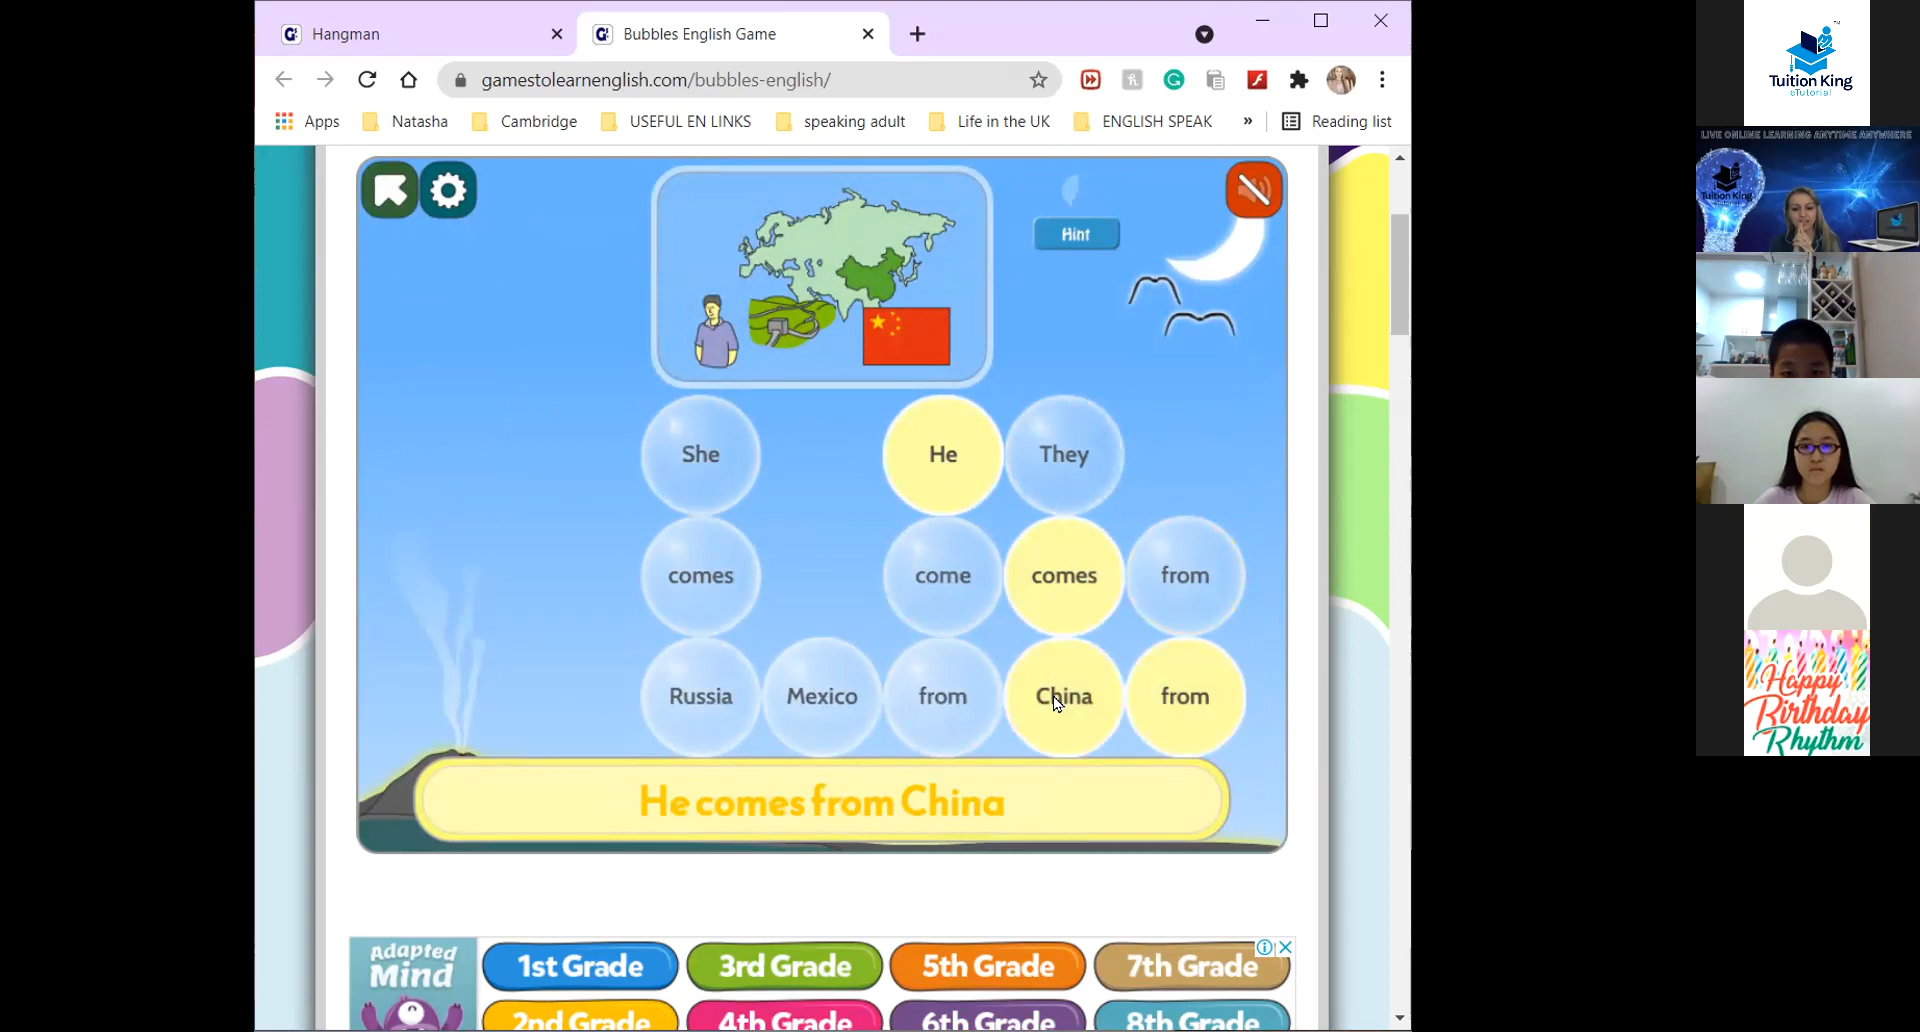 Hangman
Bubbles English Game
gamestolearnenglish.com/bubbles-english/
Apps
Natasha
Cambridge
USEFUL EN LINKS
speaking adult
Life in the UK
ENGLISH SPEAK
»
Reading list
Hint
She
He
They
comes
come
comes
from
Russia
Mexico
from
China
from
He comes from China
Adapted
Mind
1st Grade
3rd Grade
5th Grade
7th Grade
2nd Grade
4th Grade
6th Grade
8th Grade
Tuition King
eTutorial
LIVE ONLINE LEARNING ANYTIME ANYWHERE
Happy
Birthday
Rhythm